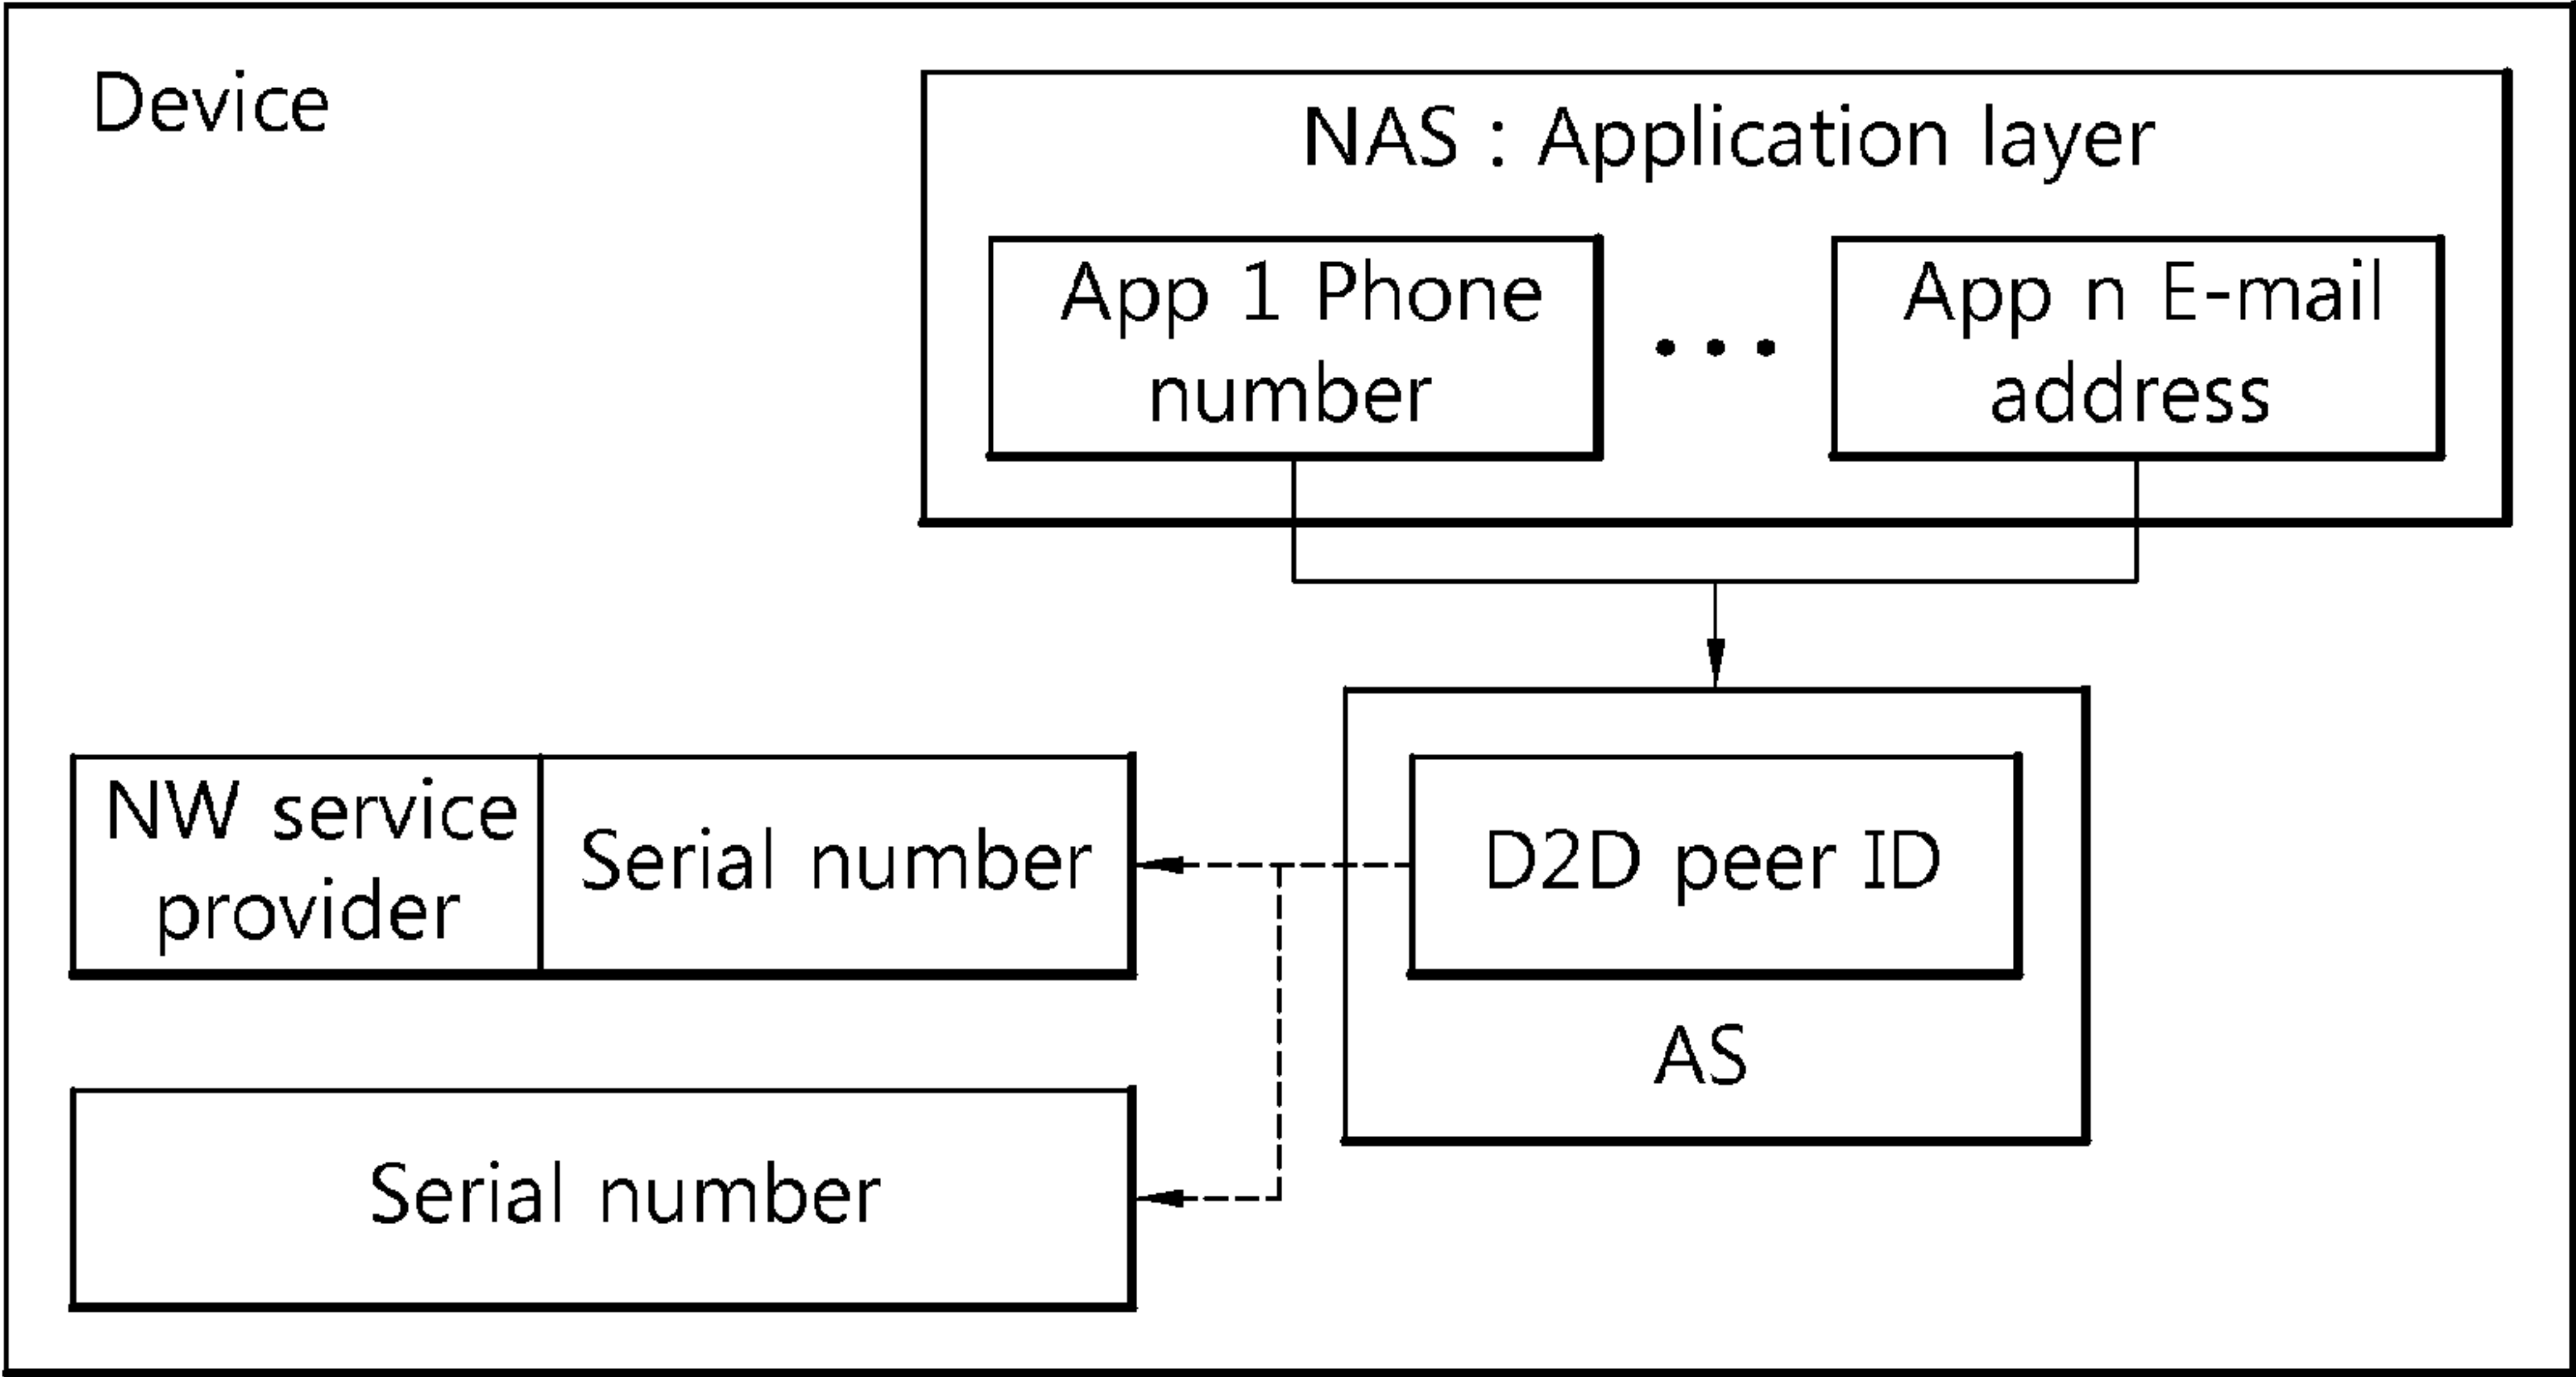 Device
NAS : Application layer
App 1 Phone
number
• • •
App n E-mail
address
NW service
provider
Serial number
D2D peer ID
AS
Serial number